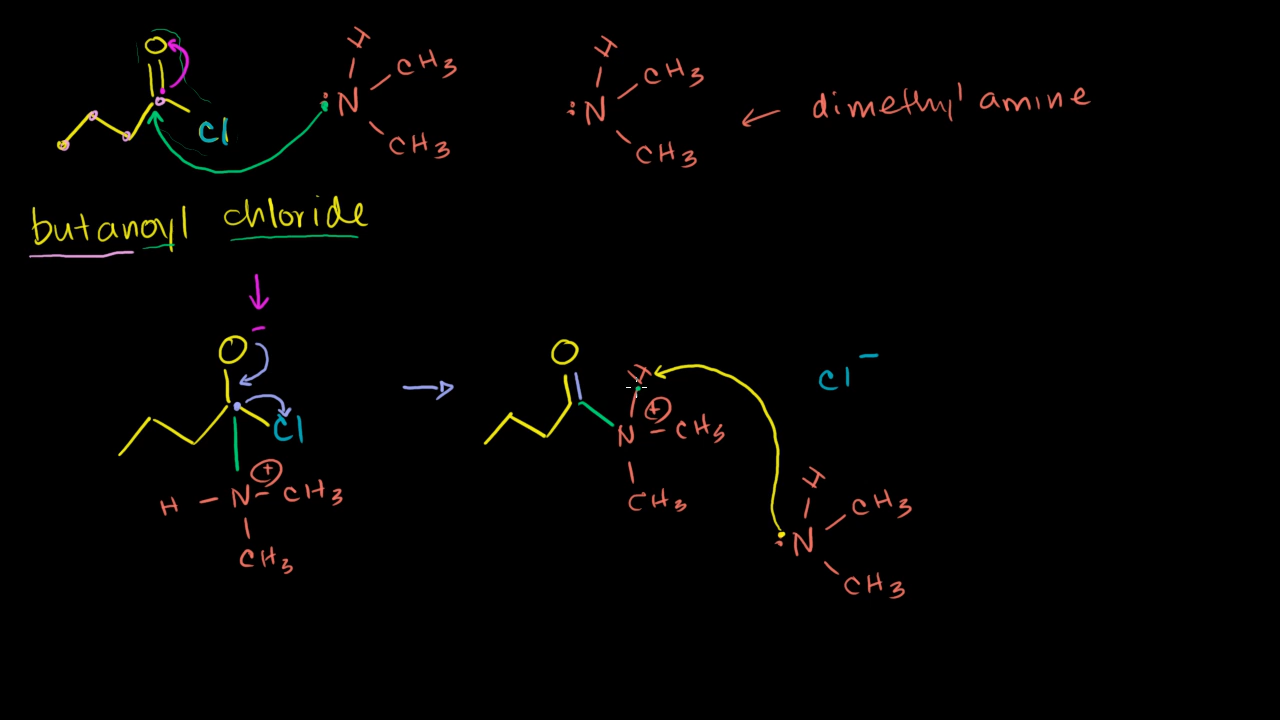 O
H
CH3
:N
CH3
Cl
H
CH3
:N
CH3
dimethyl amine
butanoyl chloride
O −
Cl
H − N − CH3
+
CH3
O
H
+
N − CH3
CH3
Cl −
H
CH3
:N
CH3